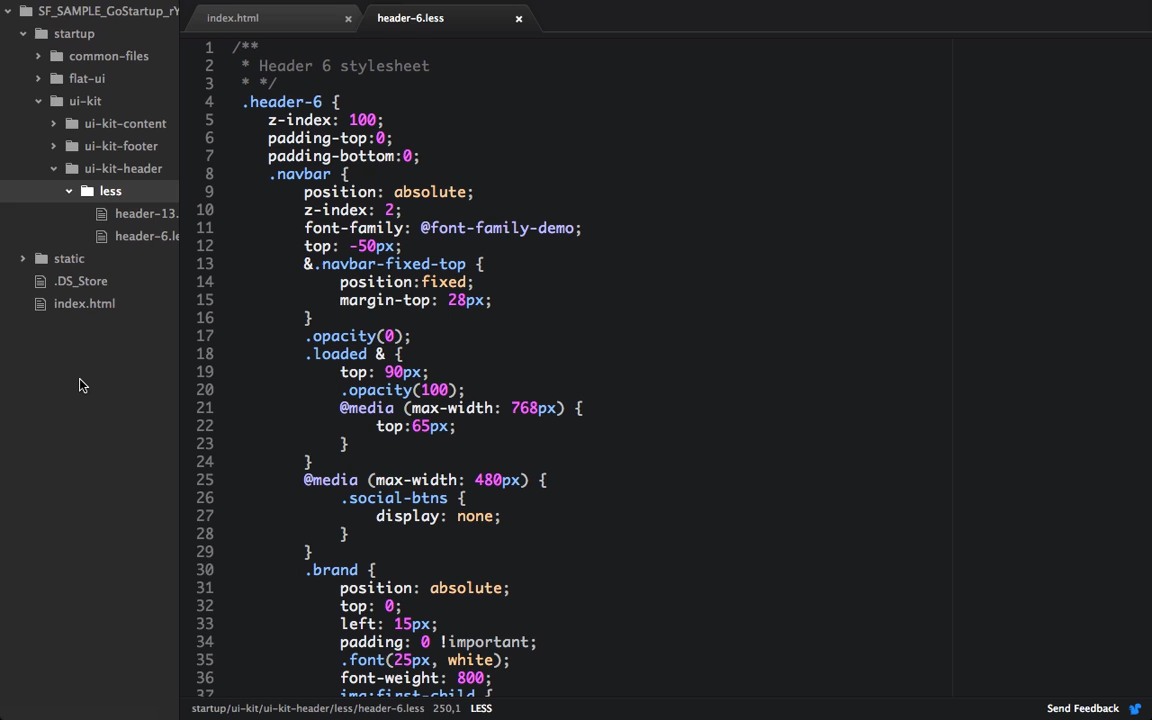 SF_SAMPLE_GoStartup_rY
startup
common-files
flat-ui
ui-kit
ui-kit-content
ui-kit-footer
ui-kit-header
less
header-13.
header-6.le
static
.DS_Store
index.html
index.html ×
header-6.less ×
1 /**
2 * Header 6 stylesheet
3 * */
4 .header-6 {
5 z-index: 100;
6 padding-top:0;
7 padding-bottom:0;
8 .navbar {
9 position: absolute;
10 z-index: 2;
11 font-family: @font-family-demo;
12 top: -50px;
13 &.navbar-fixed-top {
14 position:fixed;
15 margin-top: 28px;
16 }
17 .opacity(0);
18 .loaded & {
19 top: 90px;
20 .opacity(100);
21 @media (max-width: 768px) {
22 top:65px;
23 }
24 }
25 @media (max-width: 480px) {
26 .social-btns {
27 display: none;
28 }
29 }
30 .brand {
31 position: absolute;
32 top: 0;
33 left: 15px;
34 padding: 0 !important;
35 .font(25px, white);
36 font-weight: 800;
37 img:first-child {
startup/ui-kit/ui-kit-header/less/header-6.less 250,1 LESS
Send Feedback